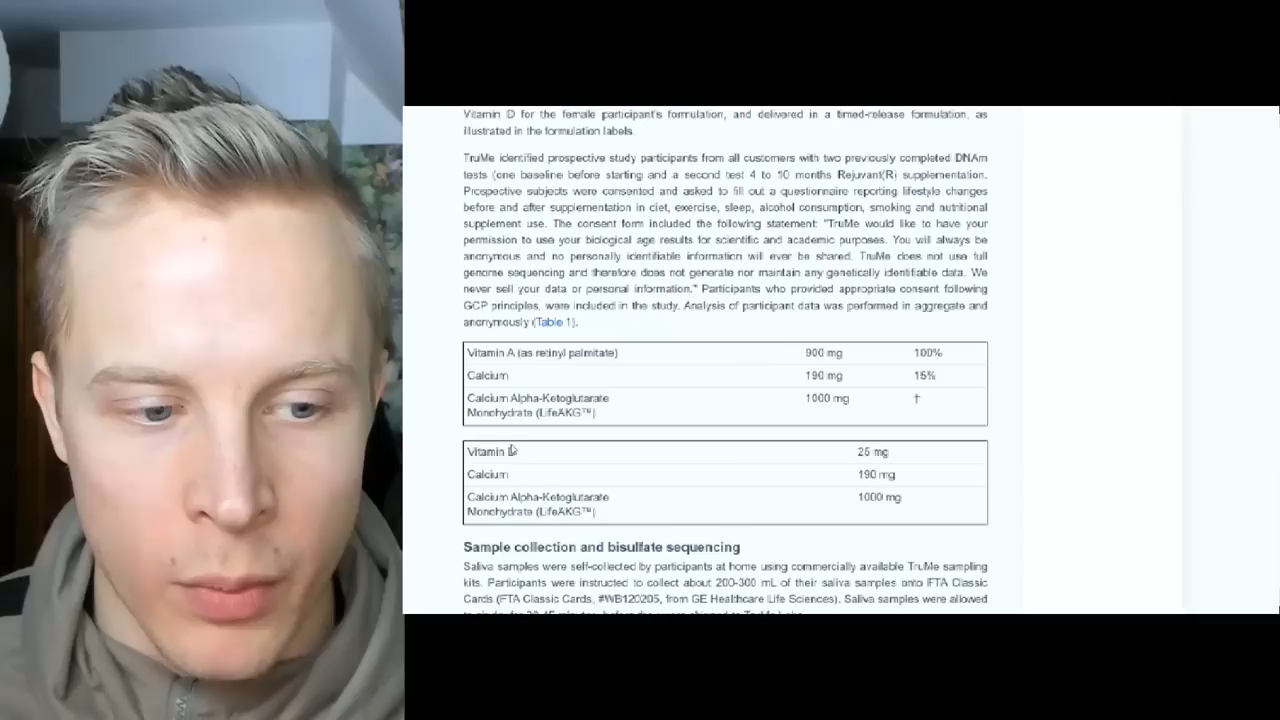 Vitamin D for the female participant's formulation, and delivered in a timed-release formulation, as
illustrated in the formulation labels.
TruMe identified prospective study participants from all customers with two previously completed DNAm
tests (one baseline before starting and a second test 4 to 10 months Rejuvant(R) supplementation.
Prospective subjects were consented and asked to fill out a questionnaire reporting lifestyle changes
before and after supplementation in diet, exercise, sleep, alcohol consumption, smoking and nutritional
supplement use. The consent form included the following statement: "TruMe would like to have your
permission to use your biological age results for scientific and academic purposes. You will always be
anonymous and no personally identifiable information will ever be shared. TruMe does not use full
genome sequencing and therefore does not generate nor maintain any genetically identifiable data. We
never sell your data or personal information." Participants who provided appropriate consent following
GCP principles, were included in the study. Analysis of participant data was performed in aggregate and
anonymously (Table 1).
Vitamin A (as retinyl palmitate) 900 mg 100%
Calcium 190 mg 15%
Calcium Alpha-Ketoglutarate 1000 mg †
Monohydrate (LifeAKG™)
Vitamin 25 mg
Calcium 190 mg
Calcium Alpha-Ketoglutarate 1000 mg
Monohydrate (LifeAKG™)
Sample collection and bisulfate sequencing
Saliva samples were self-collected by participants at home using commercially available TruMe sampling
kits. Participants were instructed to collect about 200-300 mL of their saliva samples onto FTA Classic
Cards (FTA Classic Cards, #WB120205, from GE Healthcare Life Sciences). Saliva samples were allowed